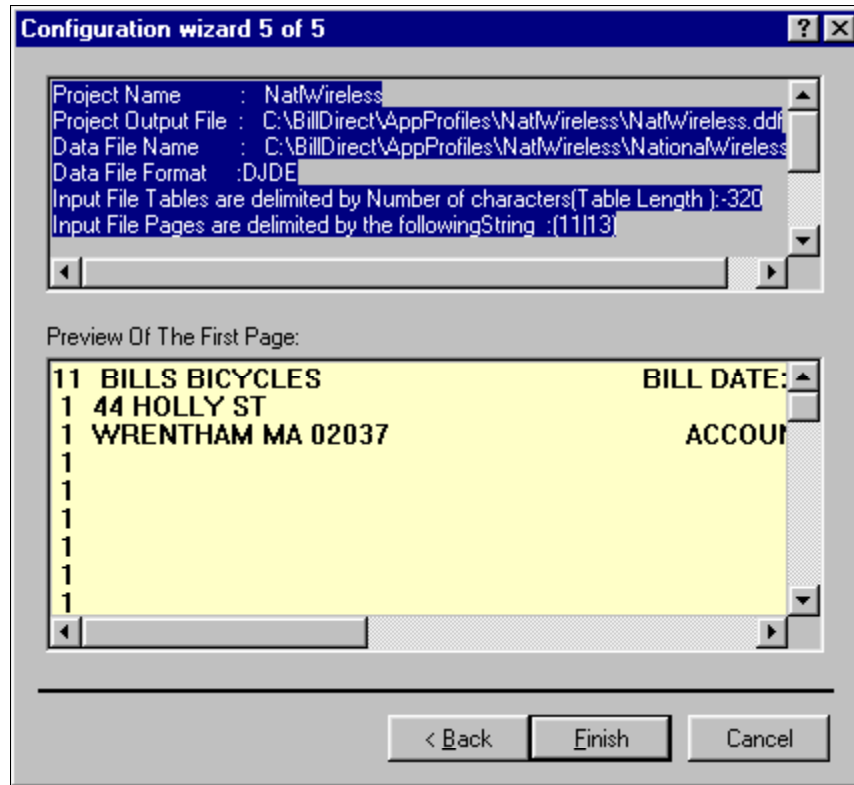 Configuration wizard 5 of 5
Project Name : NatlWireless
Project Output File : C:\BillDirect\AppProfiles\NatlWireless\NatlWireless.ddf
Data File Name : C:\BillDirect\AppProfiles\NatlWireless\NationalWireless
Data File Format :DJDE
Input File Tables are delimited by Number of characters(Table Length ):-320
Input File Pages are delimited by the followingString :(11|13)
Preview Of The First Page:
11 BILLS BICYCLES BILL DATE:
1 44 HOLLY ST
1 WRENTHAM MA 02037 ACCOUN
1
1
1
1
1
1
< Back Finish Cancel